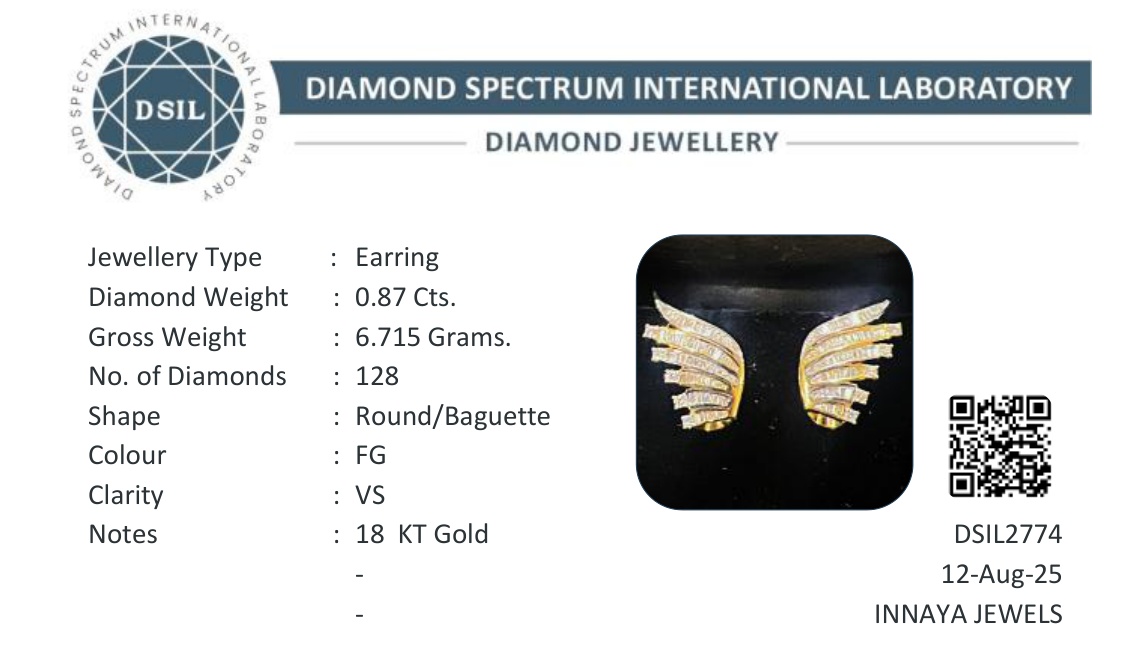 DIAMOND SPECTRUM INTERNATIONAL LABORATORY
DSIL
DIAMOND SPECTRUM INTERNATIONAL LABORATORY
DIAMOND JEWELLERY
Jewellery Type : Earring
Diamond Weight : 0.87 Cts.
Gross Weight : 6.715 Grams.
No. of Diamonds : 128
Shape : Round/Baguette
Colour : FG
Clarity : VS
Notes : 18 KT Gold
-
-
DSIL2774
12-Aug-25
INNAYA JEWELS